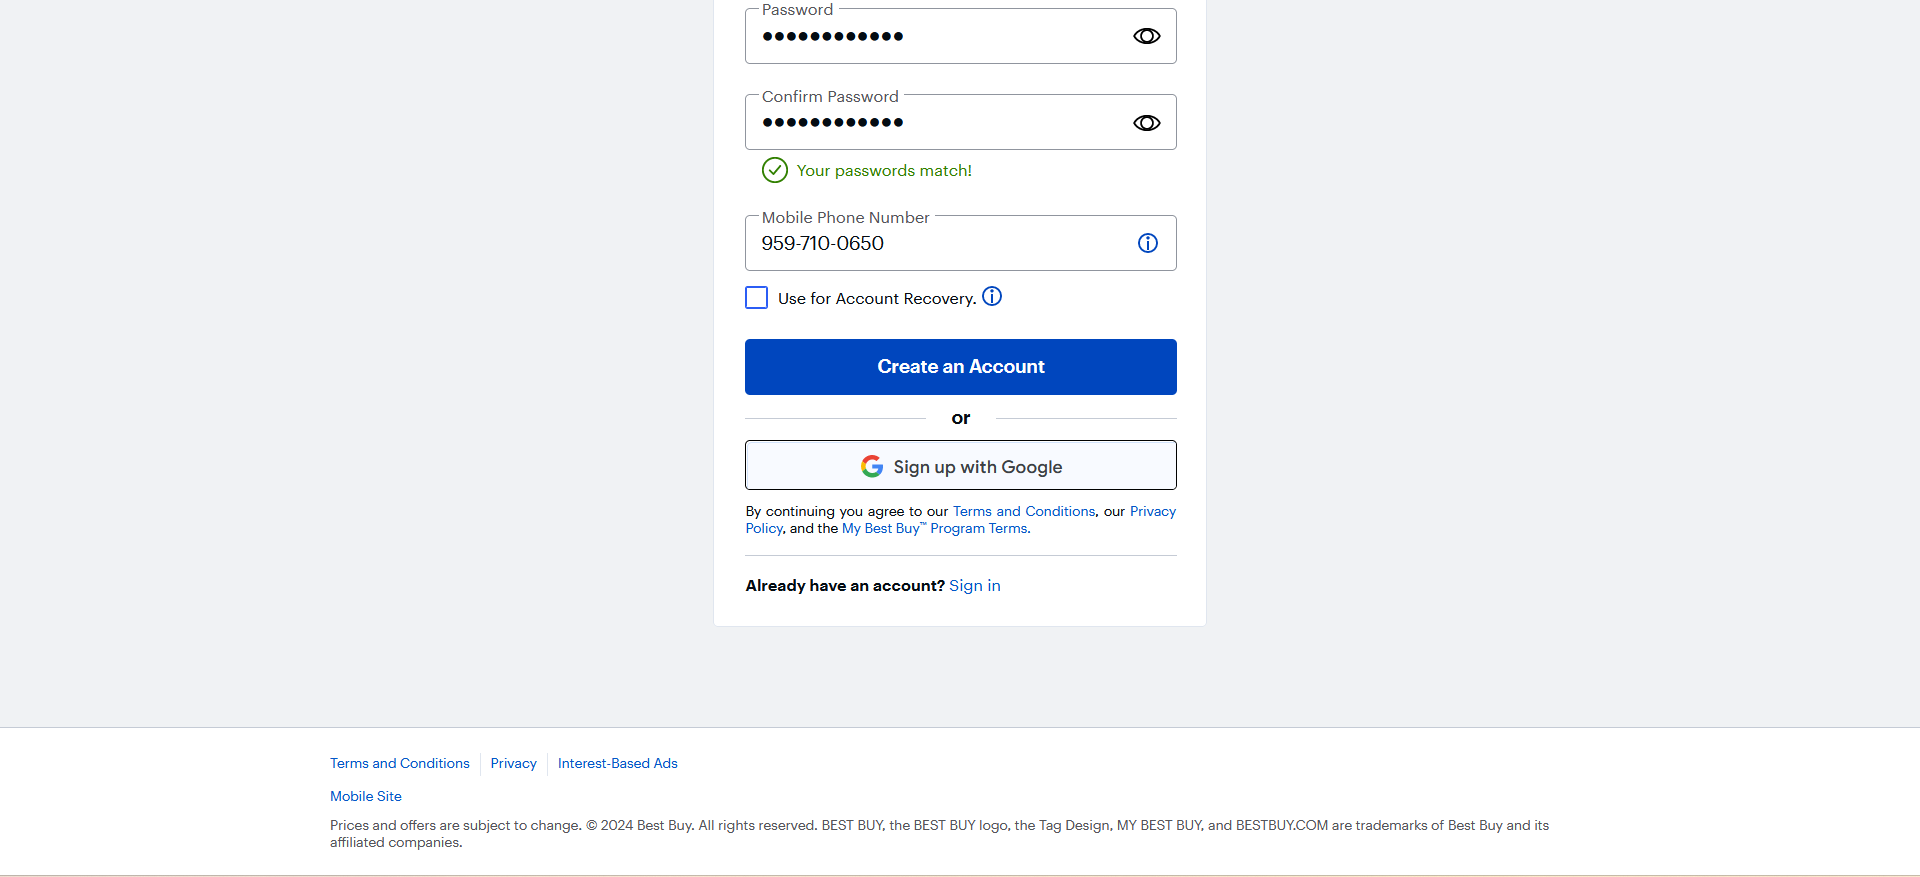 Password
••••••••••••
Confirm Password
••••••••••••
Your passwords match!
Mobile Phone Number
959-710-0650
Use for Account Recovery.
Create an Account
or
Sign up with Google
By continuing you agree to our Terms and Conditions, our Privacy
Policy, and the My Best Buy™ Program Terms.
Already have an account? Sign in
Terms and Conditions Privacy Interest-Based Ads
Mobile Site
Prices and offers are subject to change. © 2024 Best Buy. All rights reserved. BEST BUY, the BEST BUY logo, the Tag Design, MY BEST BUY, and BESTBUY.COM are trademarks of Best Buy and its
affiliated companies.